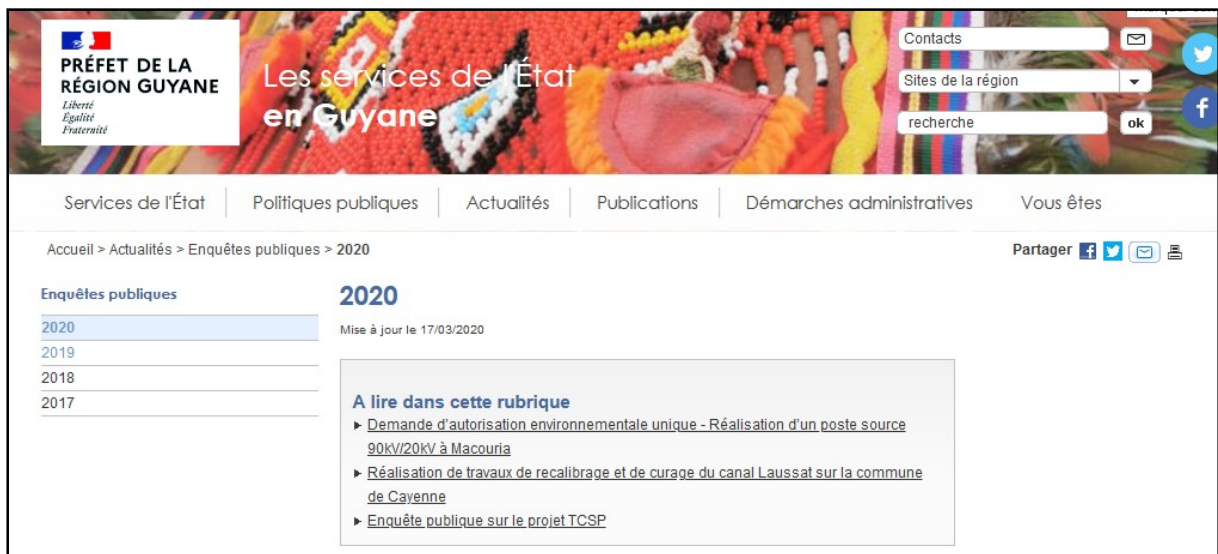 PRÉFET DE LA
RÉGION GUYANE
Liberté
Égalité
Fraternité
Les services de l'État
en Guyane
Contacts
Sites de la région
recherche
ok
Services de l'État
Politiques publiques
Actualités
Publications
Démarches administratives
Vous êtes
Accueil > Actualités > Enquêtes publiques > 2020
Partager
Enquêtes publiques
2020
2019
2018
2017
2020
Mise à jour le 17/03/2020
A lire dans cette rubrique
Demande d'autorisation environnementale unique - Réalisation d'un poste source
90kV/20kV à Macouria
Réalisation de travaux de recalibrage et de curage du canal Laussat sur la commune
de Cayenne
Enquête publique sur le projet TCSP